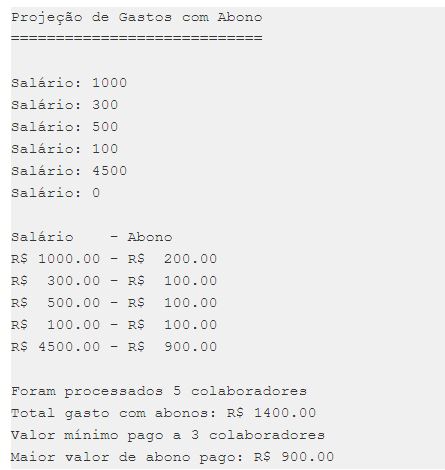 Projeção de Gastos com Abono
============================
Salário: 1000
Salário: 300
Salário: 500
Salário: 100
Salário: 4500
Salário: 0
Salário    - Abono
R$ 1000.00 - R$  200.00
R$  300.00 - R$  100.00
R$  500.00 - R$  100.00
R$  100.00 - R$  100.00
R$ 4500.00 - R$  900.00
Foram processados 5 colaboradores
Total gasto com abonos: R$ 1400.00
Valor mínimo pago a 3 colaboradores
Maior valor de abono pago: R$ 900.00